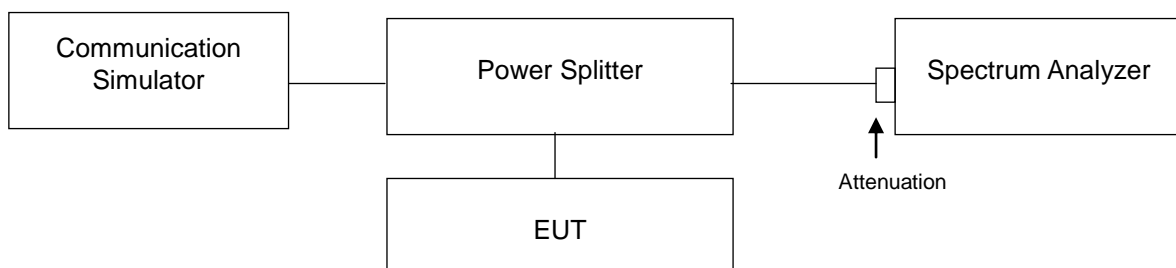 Communication
Simulator
Power Splitter
Spectrum Analyzer
Attenuation
EUT